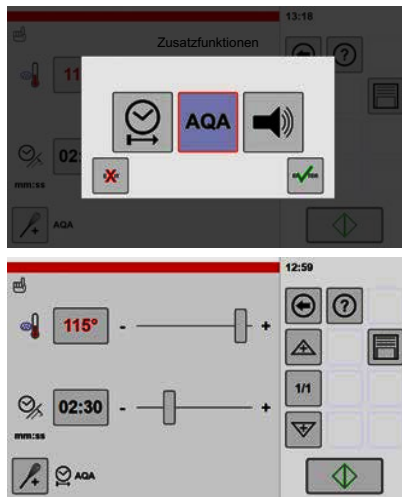 13:18
Zusatzfunktionen
11
AQA
02:
mm:ss
AQA
12:59
115° - +
1/1
02:30 - +
mm:ss
AQA